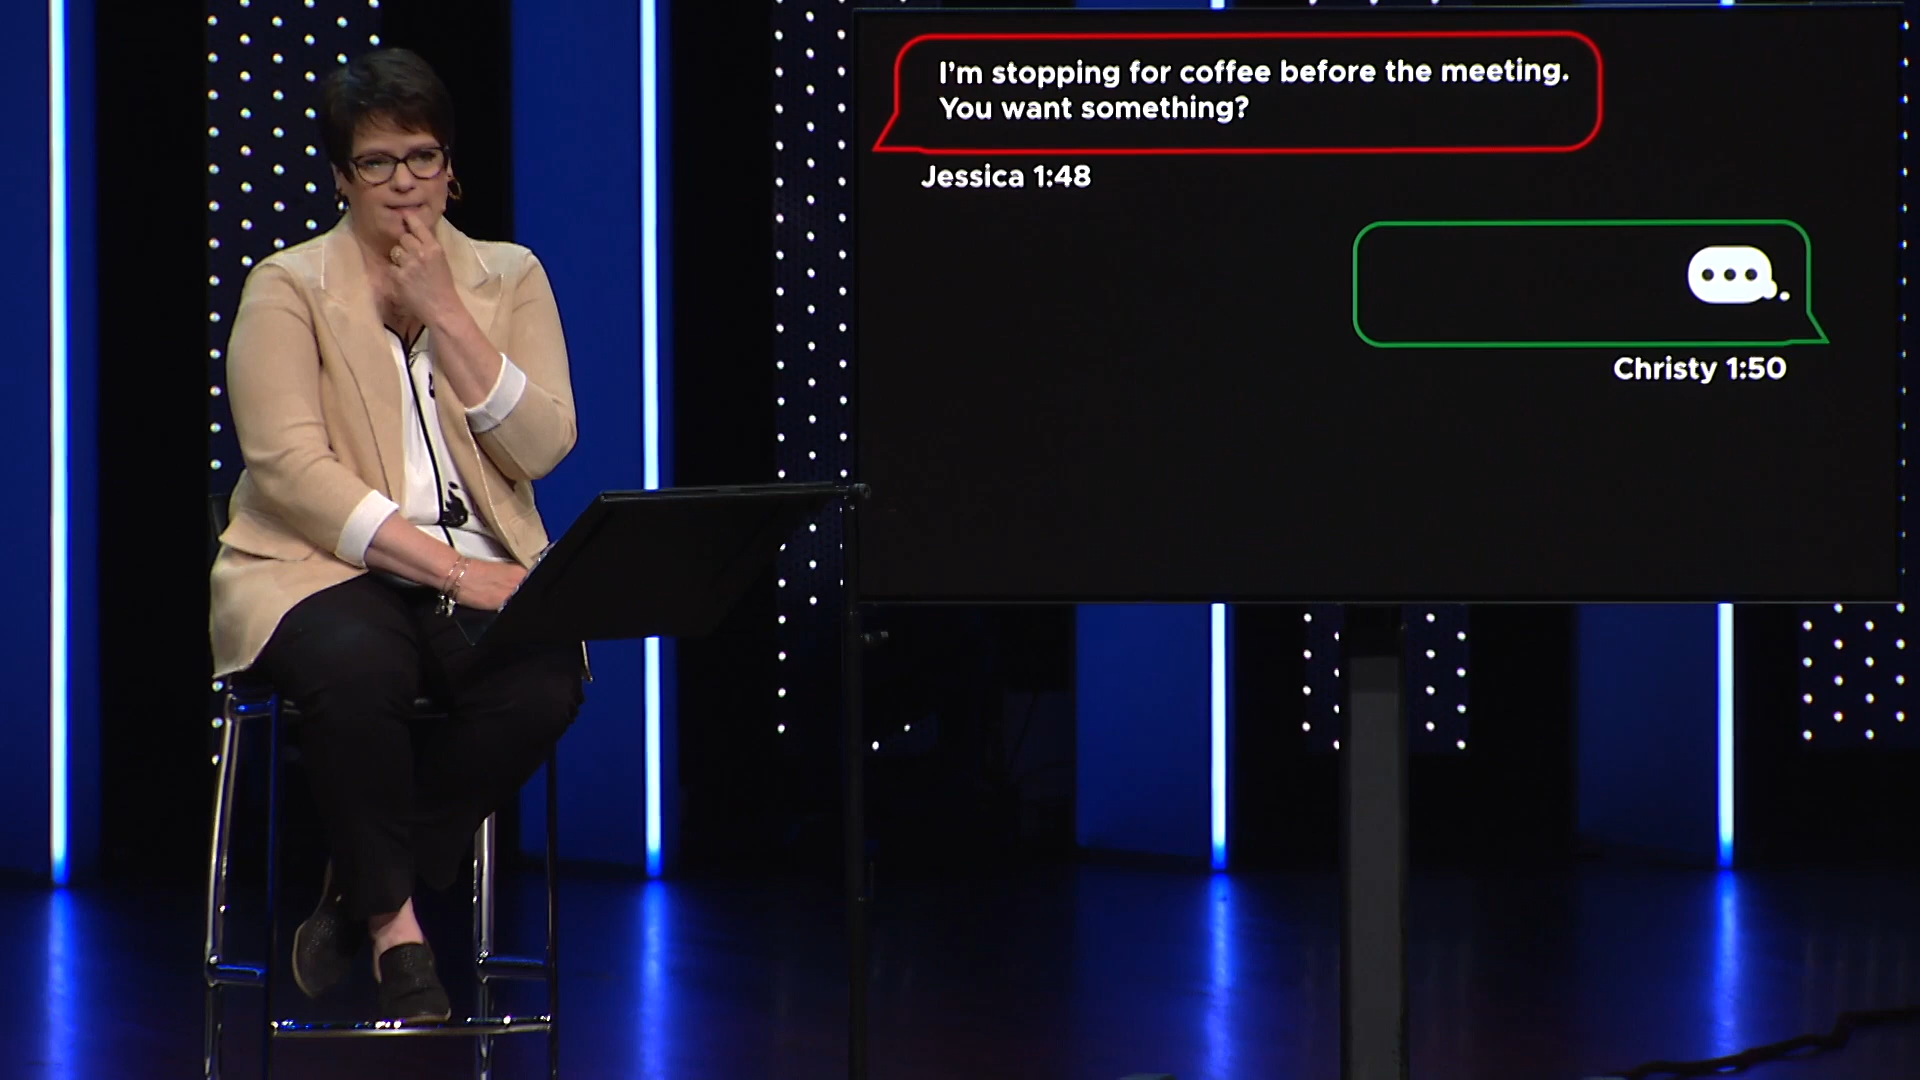 I'm stopping for coffee before the meeting.
You want something?
Jessica 1:48
Christy 1:50